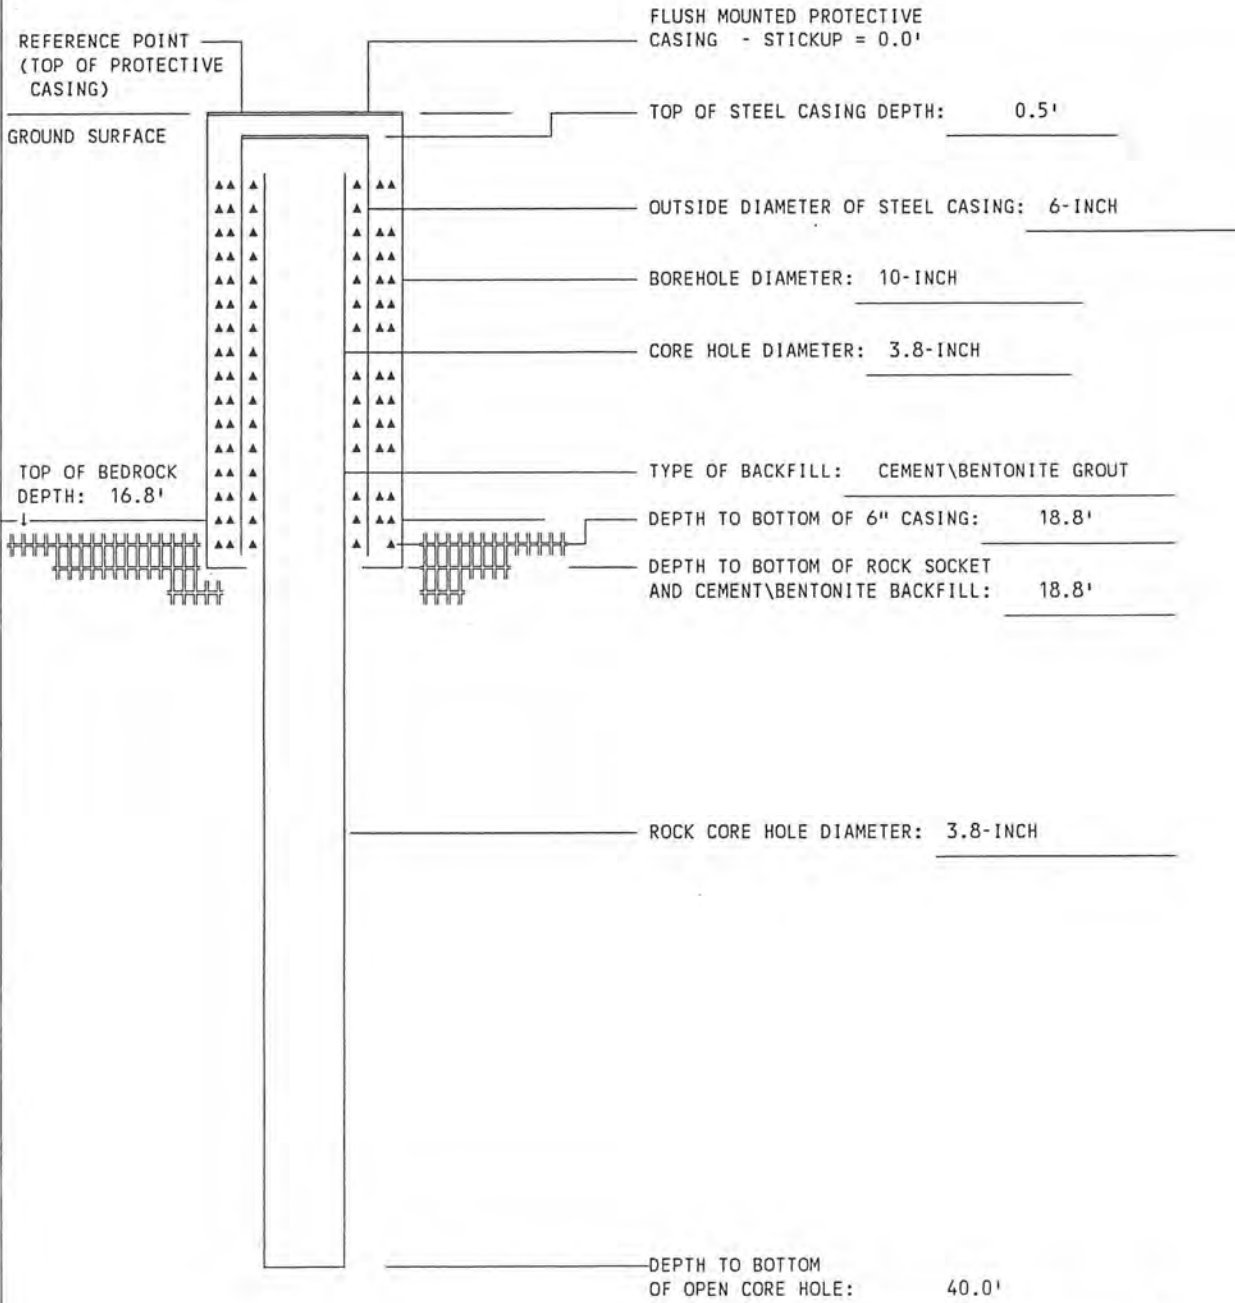 FLUSH MOUNTED PROTECTIVE
CASING - STICKUP = 0.0'
REFERENCE POINT
(TOP OF PROTECTIVE
CASING)
TOP OF STEEL CASING DEPTH: 0.5'
GROUND SURFACE
OUTSIDE DIAMETER OF STEEL CASING: 6-INCH
BOREHOLE DIAMETER: 10-INCH
CORE HOLE DIAMETER: 3.8-INCH
TYPE OF BACKFILL: CEMENT\BENTONITE GROUT
TOP OF BEDROCK
DEPTH: 16.8'
DEPTH TO BOTTOM OF 6" CASING: 18.8'
DEPTH TO BOTTOM OF ROCK SOCKET
AND CEMENT\BENTONITE BACKFILL: 18.8'
ROCK CORE HOLE DIAMETER: 3.8-INCH
DEPTH TO BOTTOM
OF OPEN CORE HOLE: 40.0'